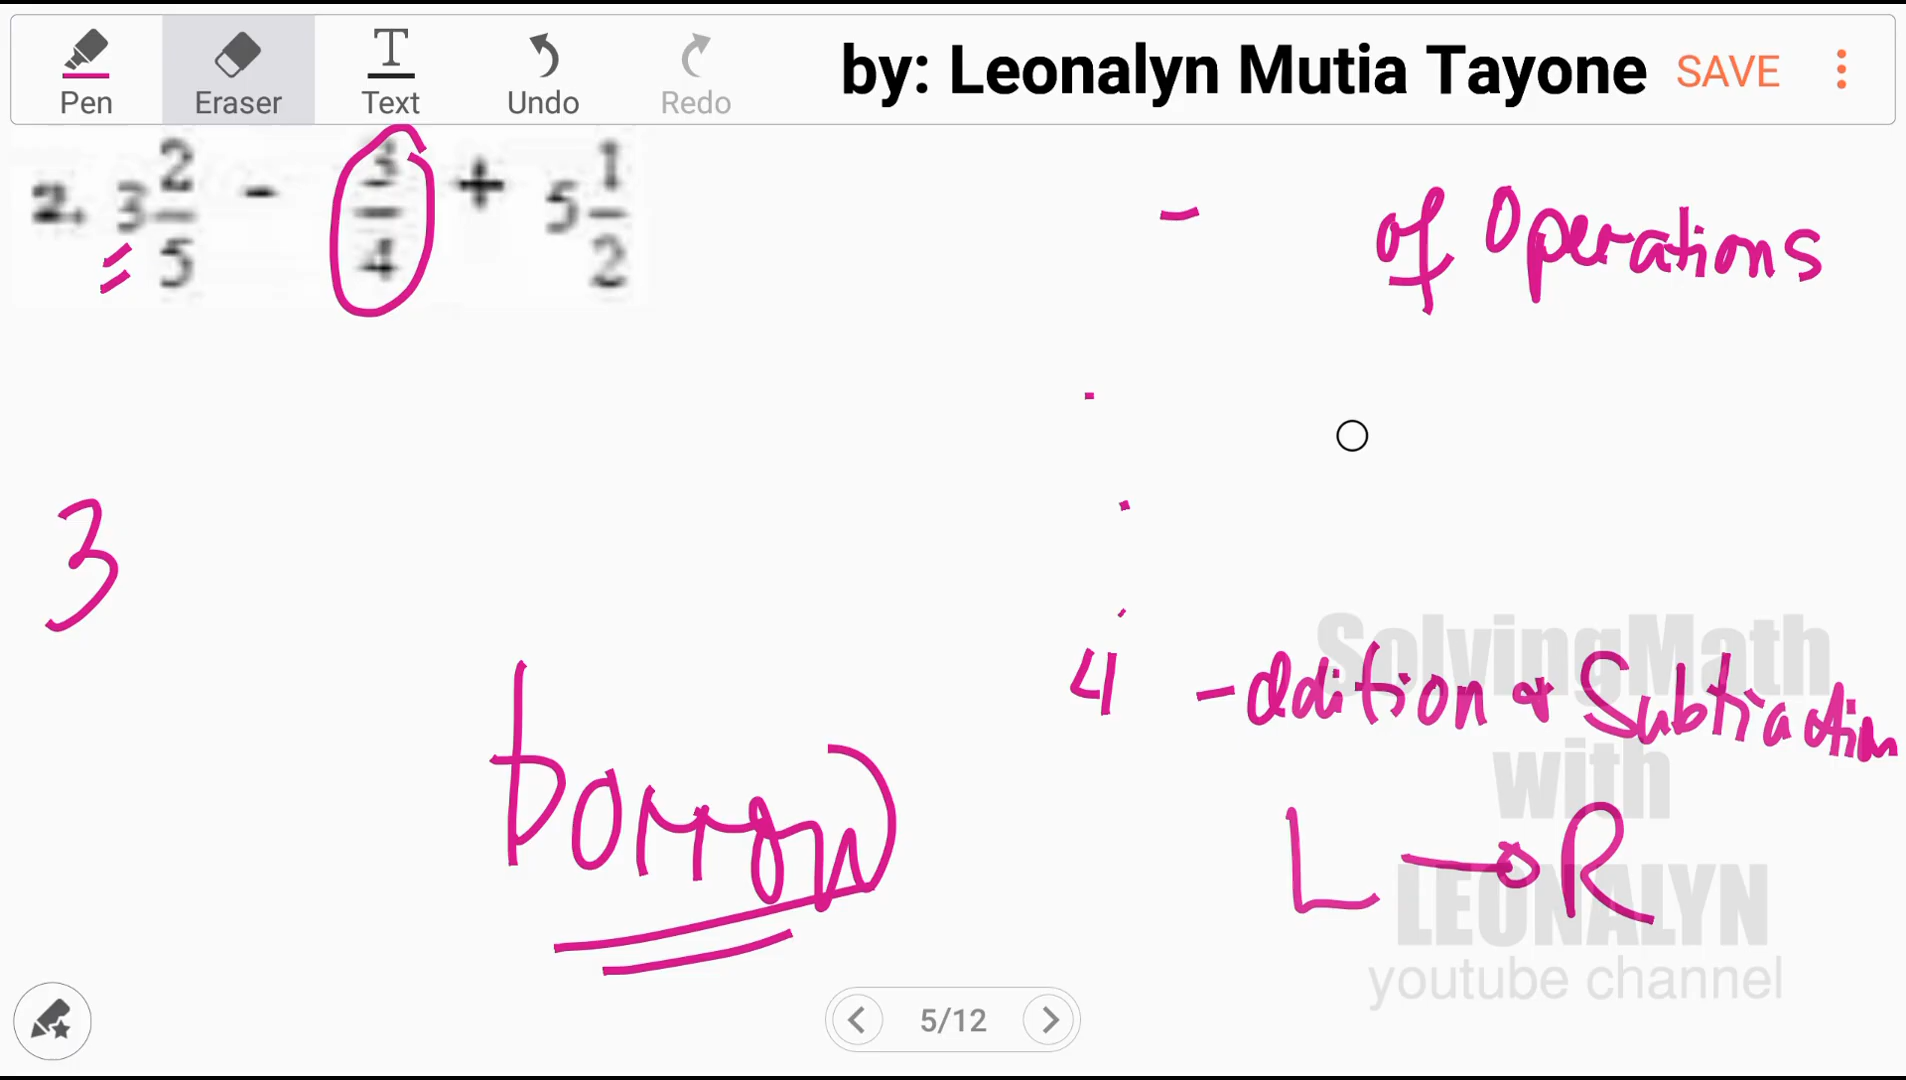 by: Leonalyn Mutia Tayone
SAVE
Pen
Eraser
Text
Undo
Redo
2. 3 2/5 - 3/4 + 5 1/2
- of Operations
3
borrow
4 - ddition & Subtraction
L → R
SolvingMath
with
LEONALYN
youtube channel
5/12